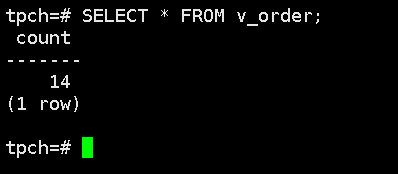 tpch=# SELECT * FROM v_order;
 count
-------
    14
(1 row)

tpch=#